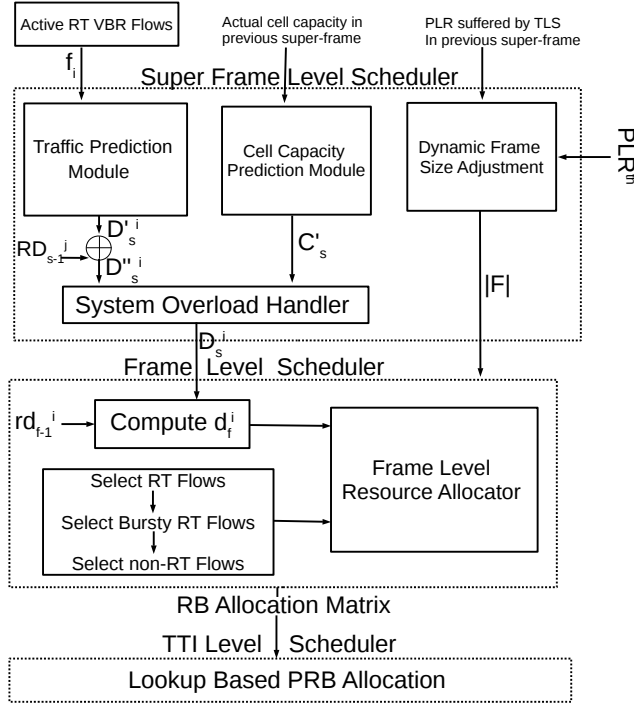 Active RT VBR Flows
Actual cell capacity in
previous super-frame
PLR suffered by TLS
In previous super-frame
f_i
Super Frame Level Scheduler
Traffic Prediction
Module
Cell Capacity
Prediction Module
Dynamic Frame
Size Adjustment
PLR^th
D'_s^i
RD_s-1^j
D''_s^i
C'_s
|F|
System Overload Handler
D_s^i
Frame Level Scheduler
rd_f-1^i
Compute d_f^i
Frame Level
Resource Allocator
Select RT Flows
Select Bursty RT Flows
Select non-RT Flows
RB Allocation Matrix
TTI Level Scheduler
Lookup Based PRB Allocation